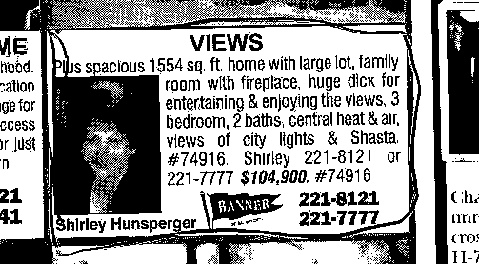 VIEWS
Plus spacious 1554 sq. ft. home with large lot, family
room with fireplace, huge dick for
entertaining & enjoying the views, 3
bedroom, 2 baths, central heat & air,
views of city lights & Shasta.
#74916. Shirley 221-8121 or
221-7777 $104,900. #74916
Shirley Hunsperger
BANNER
221-8121
221-7777
ME
hood.
cation
ge for
ccess
or just
21
41
Cha
cros
H-7